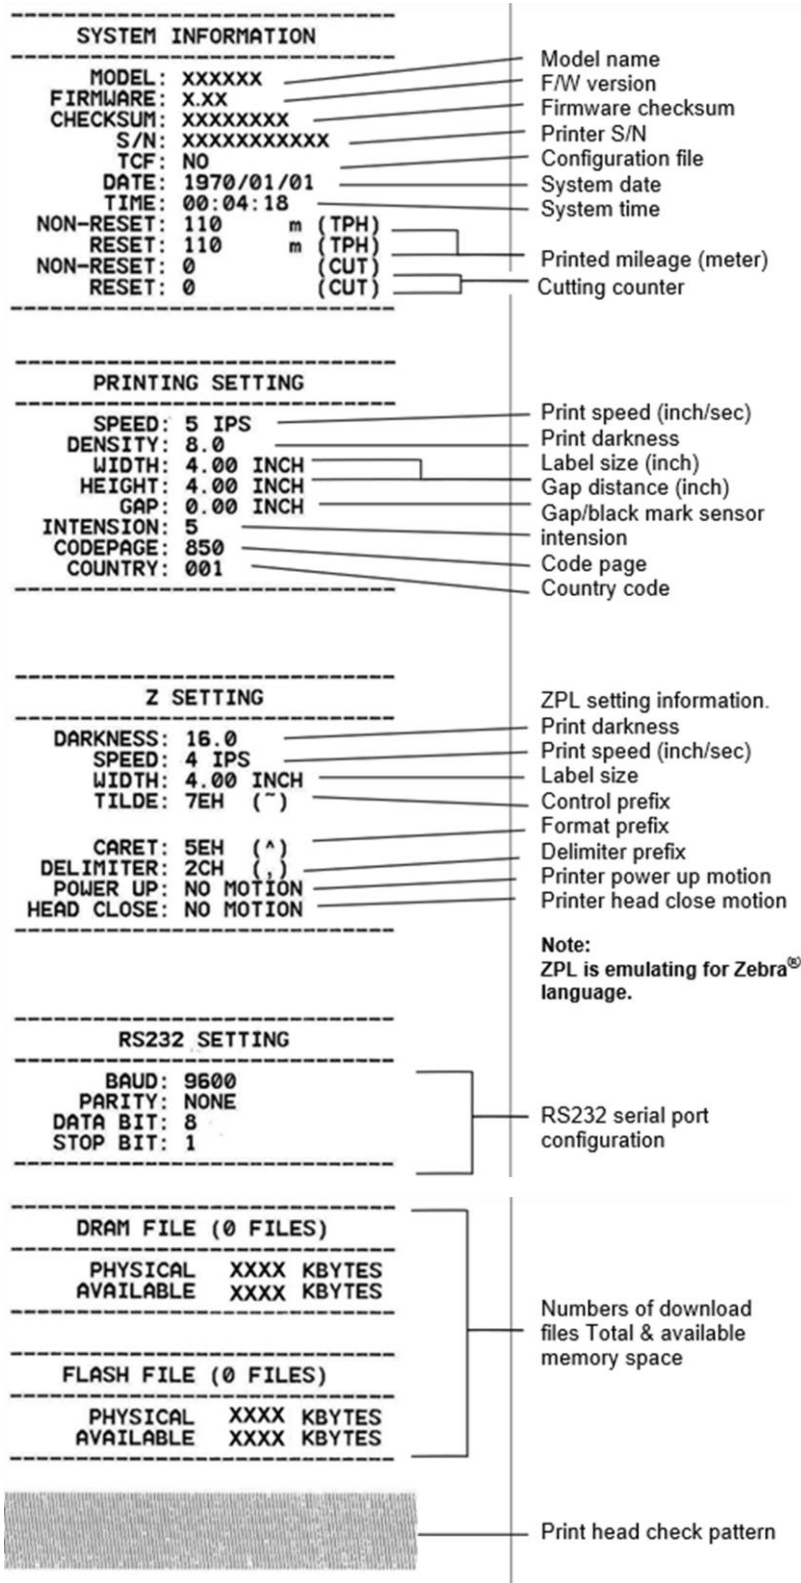 SYSTEM INFORMATION
MODEL: XXXXXX
Model name
FIRMWARE: X.XX
F/W version
CHECKSUM: XXXXXXXX
Firmware checksum
S/N: XXXXXXXXXXX
Printer S/N
TCF: NO
Configuration file
DATE: 1970/01/01
System date
TIME: 00:04:18
System time
NON-RESET: 110 m (TPH)
RESET: 110 m (TPH)
Printed mileage (meter)
NON-RESET: 0 (CUT)
RESET: 0 (CUT)
Cutting counter
PRINTING SETTING
SPEED: 5 IPS
Print speed (inch/sec)
DENSITY: 8.0
Print darkness
WIDTH: 4.00 INCH
Label size (inch)
HEIGHT: 4.00 INCH
Gap distance (inch)
GAP: 0.00 INCH
Gap/black mark sensor
intension
INTENSION: 5
CODEPAGE: 850
Code page
COUNTRY: 001
Country code
Z SETTING
ZPL setting information.
DARKNESS: 16.0
Print darkness
SPEED: 4 IPS
Print speed (inch/sec)
WIDTH: 4.00 INCH
Label size
TILDE: 7EH (~)
Control prefix
CARET: 5EH (^)
Format prefix
DELIMITER: 2CH (,)
Delimiter prefix
POWER UP: NO MOTION
Printer power up motion
HEAD CLOSE: NO MOTION
Printer head close motion
Note:
ZPL is emulating for Zebra®
language.
RS232 SETTING
BAUD: 9600
PARITY: NONE
DATA BIT: 8
STOP BIT: 1
RS232 serial port
configuration
DRAM FILE (0 FILES)
PHYSICAL XXXX KBYTES
AVAILABLE XXXX KBYTES
Numbers of download
files Total & available
memory space
FLASH FILE (0 FILES)
PHYSICAL XXXX KBYTES
AVAILABLE XXXX KBYTES
Print head check pattern